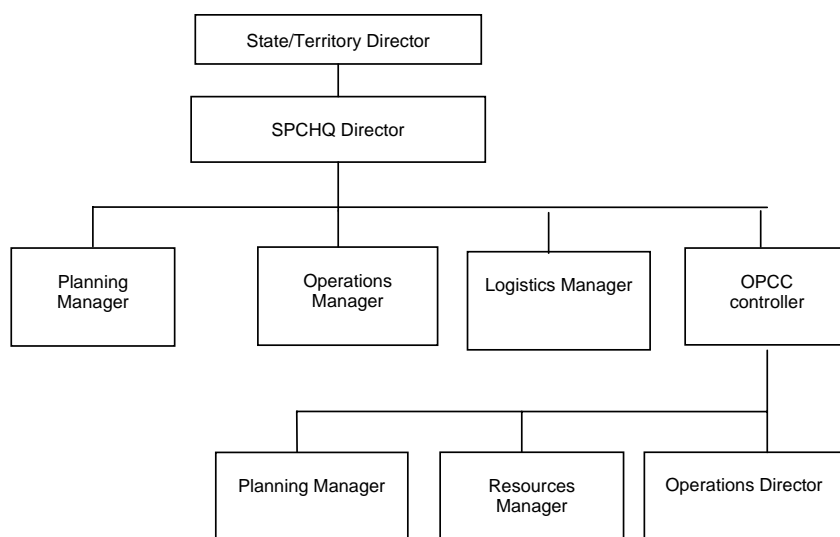 State/Territory Director
SPCHQ Director
Planning
Manager
Operations
Manager
Logistics Manager
OPCC
controller
Planning Manager
Resources
Manager
Operations Director